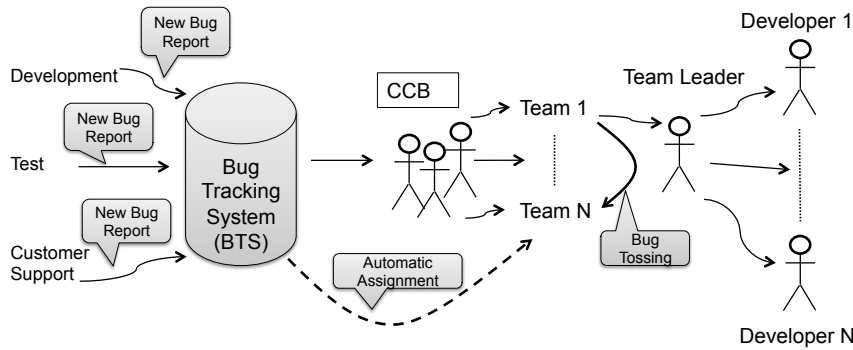 New Bug
Report
Development
New Bug
Report
Test
New Bug
Report
Customer
Support
Bug
Tracking
System
(BTS)
Automatic
Assignment
CCB
Team 1
Team N
Bug
Tossing
Team Leader
Developer 1
Developer N